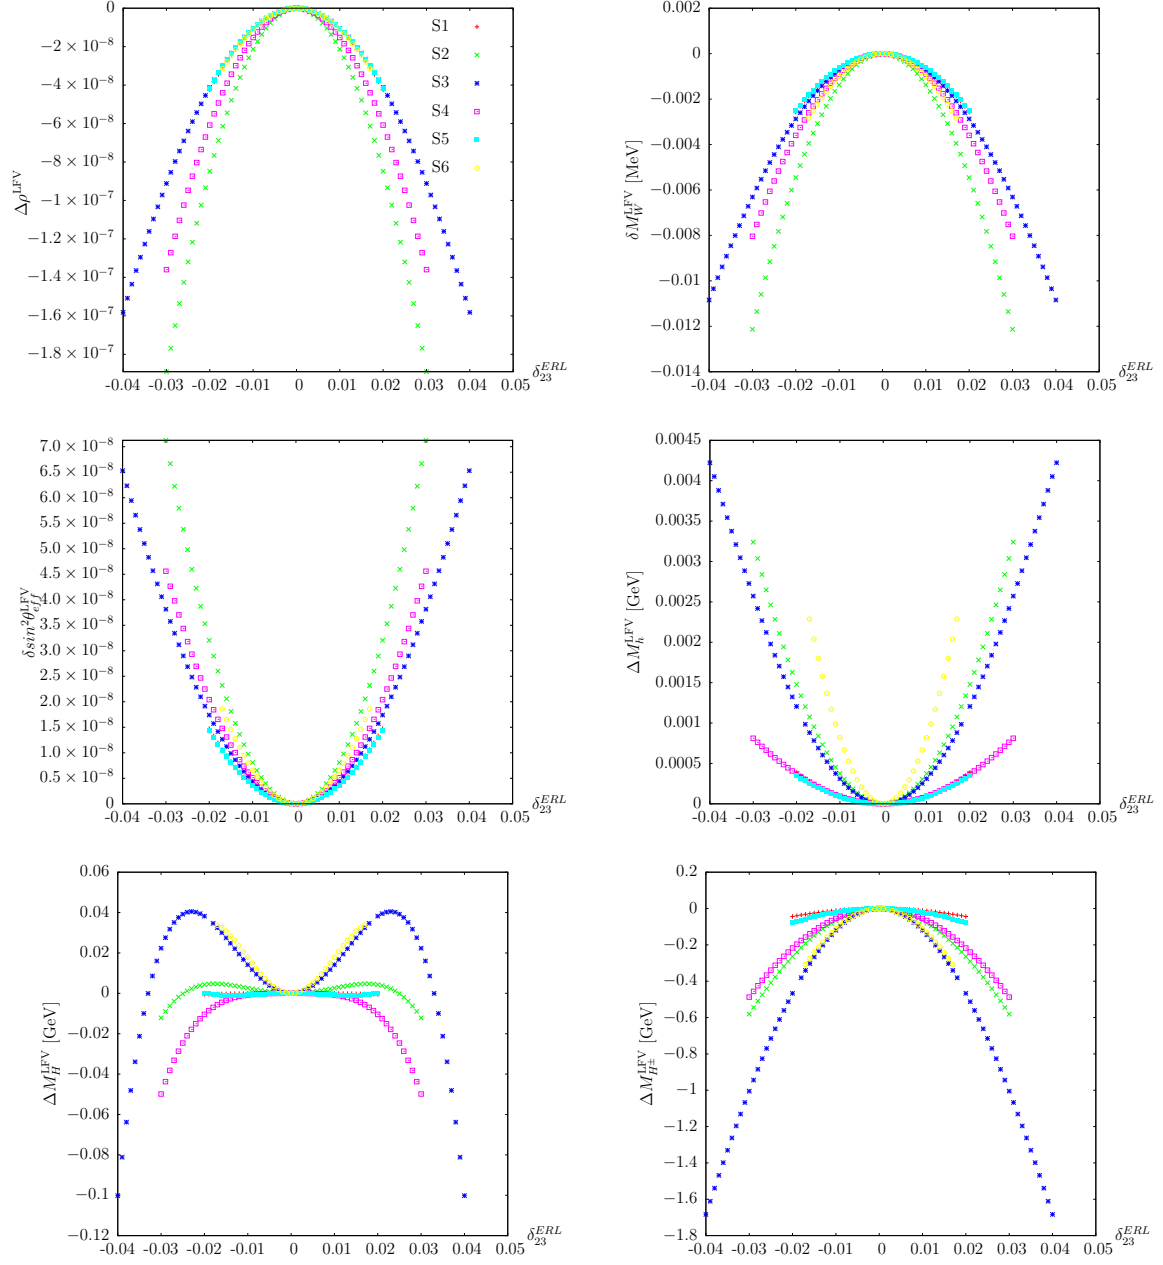 0
−2 × 10⁻⁸
−4 × 10⁻⁸
−6 × 10⁻⁸
−8 × 10⁻⁸
−1 × 10⁻⁷
−1.2 × 10⁻⁷
−1.4 × 10⁻⁷
−1.6 × 10⁻⁷
−1.8 × 10⁻⁷
Δρ^LFV
S1
S2
S3
S4
S5
S6
-0.04 -0.03 -0.02 -0.01 0 0.01 0.02 0.03 0.04 0.05
δ₂₃^ERL
0.002
0
−0.002
−0.004
−0.006
−0.008
−0.01
−0.012
−0.014
δM_W^LFV [MeV]
-0.04 -0.03 -0.02 -0.01 0 0.01 0.02 0.03 0.04 0.05
δ₂₃^ERL
7.0 × 10⁻⁸
6.5 × 10⁻⁸
6.0 × 10⁻⁸
5.5 × 10⁻⁸
5.0 × 10⁻⁸
4.5 × 10⁻⁸
4.0 × 10⁻⁸
3.5 × 10⁻⁸
3.0 × 10⁻⁸
2.5 × 10⁻⁸
2.0 × 10⁻⁸
1.5 × 10⁻⁸
1.0 × 10⁻⁸
0.5 × 10⁻⁸
0
δsin²θ_eff^LFV
-0.04 -0.03 -0.02 -0.01 0 0.01 0.02 0.03 0.04 0.05
δ₂₃^ERL
0.0045
0.004
0.0035
0.003
0.0025
0.002
0.0015
0.001
0.0005
0
ΔM_h^LFV [GeV]
-0.04 -0.03 -0.02 -0.01 0 0.01 0.02 0.03 0.04 0.05
δ₂₃^ERL
0.06
0.04
0.02
0
−0.02
−0.04
−0.06
−0.08
−0.1
−0.12
ΔM_H^LFV [GeV]
-0.04 -0.03 -0.02 -0.01 0 0.01 0.02 0.03 0.04 0.05
δ₂₃^ERL
0.2
0
−0.2
−0.4
−0.6
−0.8
−1
−1.2
−1.4
−1.6
−1.8
ΔM_H±^LFV [GeV]
-0.04 -0.03 -0.02 -0.01 0 0.01 0.02 0.03 0.04 0.05
δ₂₃^ERL